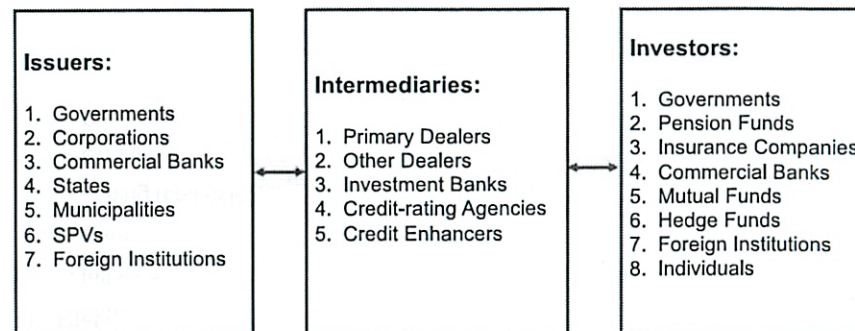 Issuers:
1. Governments
2. Corporations
3. Commercial Banks
4. States
5. Municipalities
6. SPVs
7. Foreign Institutions
Intermediaries:
1. Primary Dealers
2. Other Dealers
3. Investment Banks
4. Credit-rating Agencies
5. Credit Enhancers
Investors:
1. Governments
2. Pension Funds
3. Insurance Companies
4. Commercial Banks
5. Mutual Funds
6. Hedge Funds
7. Foreign Institutions
8. Individuals